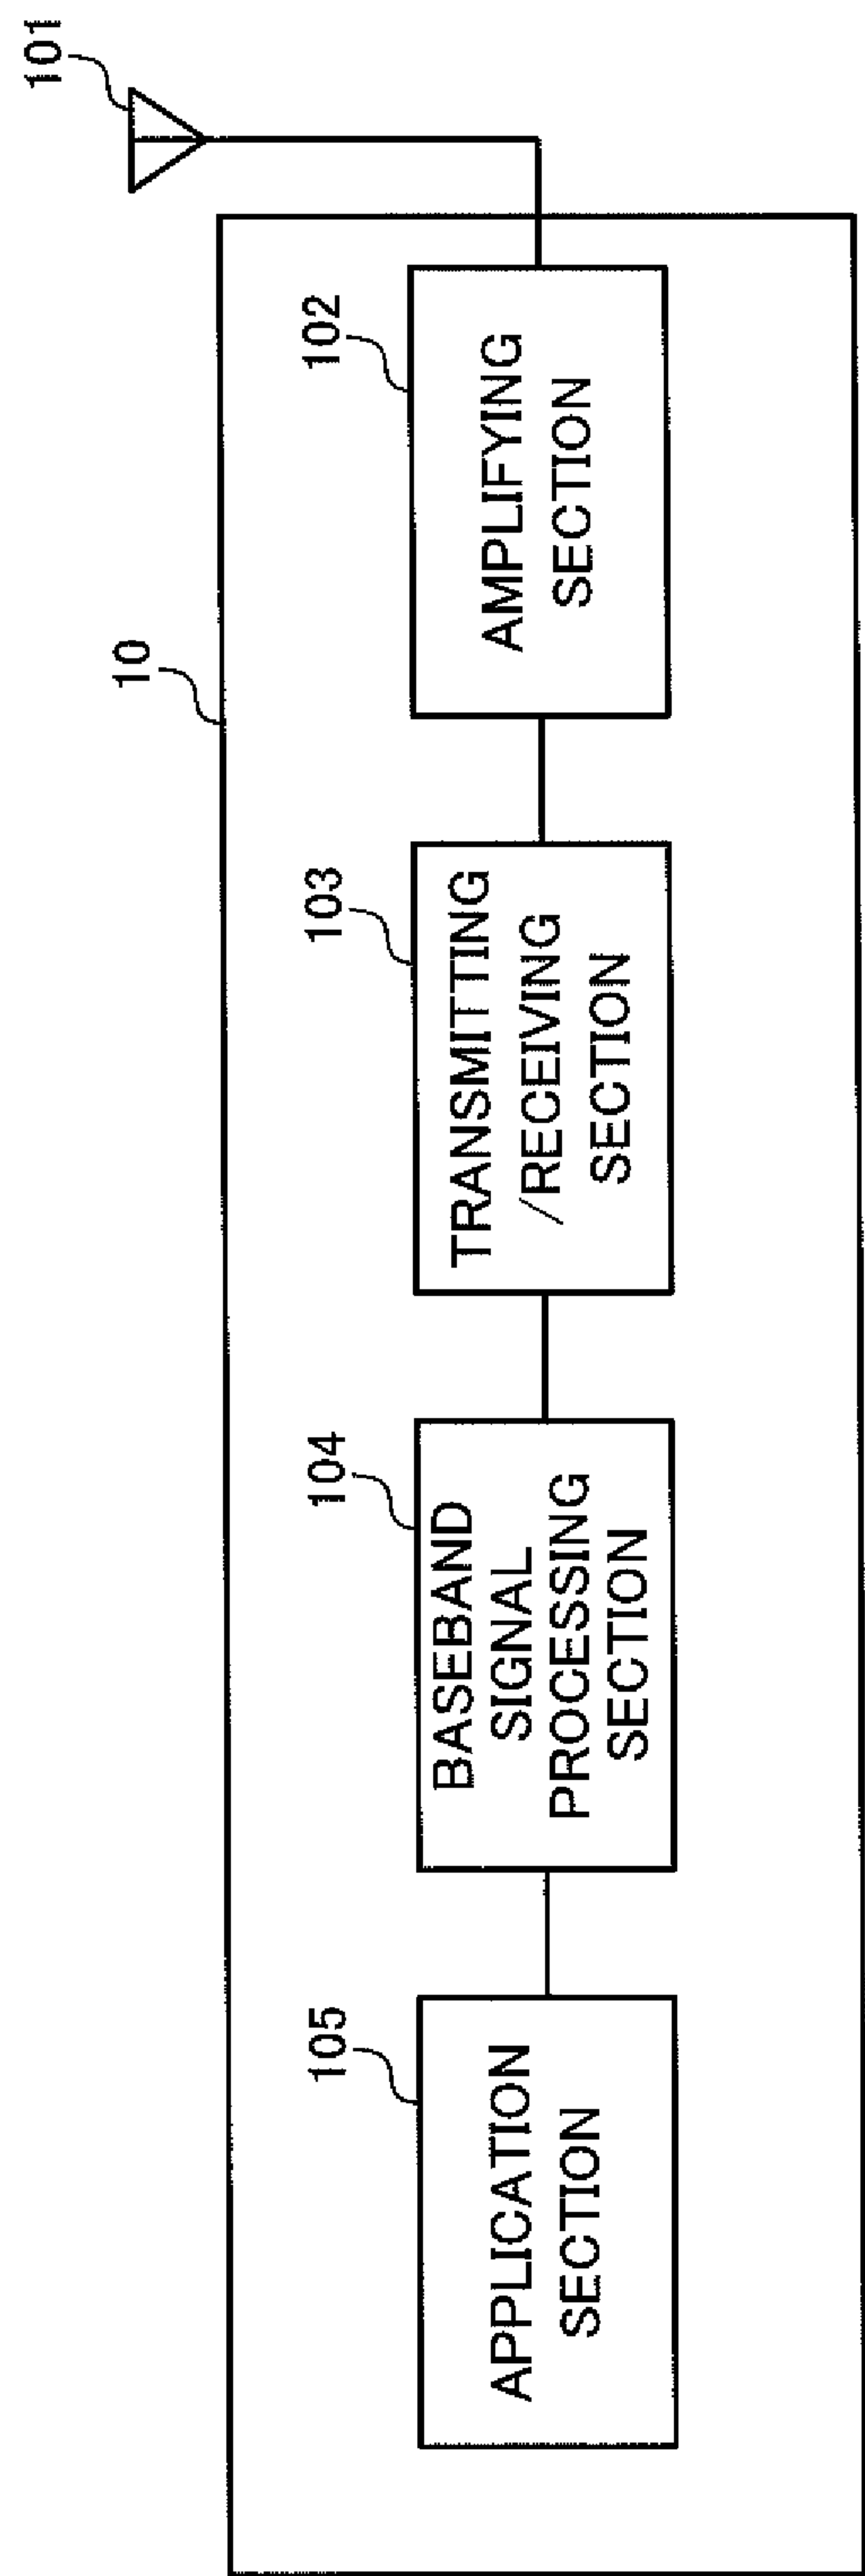 101
10
105
APPLICATION
SECTION
104
BASEBAND
SIGNAL
PROCESSING
SECTION
103
TRANSMITTING
/RECEIVING
SECTION
102
AMPLIFYING
SECTION